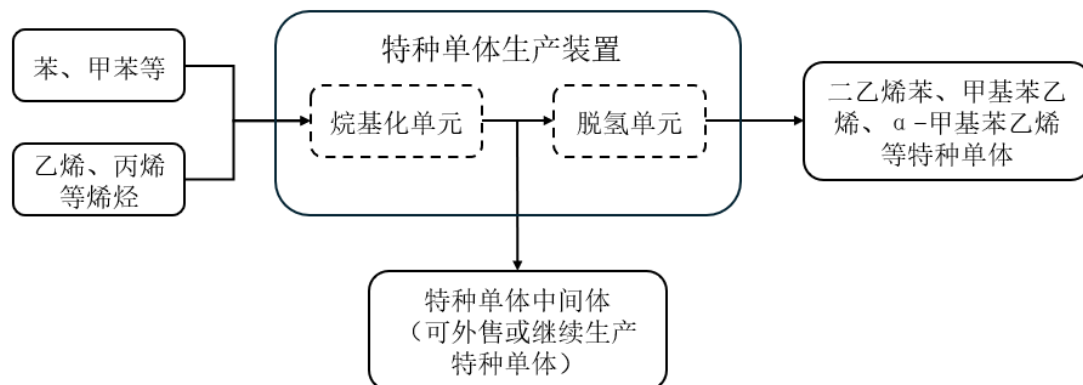 苯、甲苯等
乙烯、丙烯
等烯烃
特种单体生产装置
烷基化单元
脱氢单元
二乙烯苯、甲基苯乙
烯、α-甲基苯乙烯
等特种单体
特种单体中间体
（可外售或继续生产
特种单体）